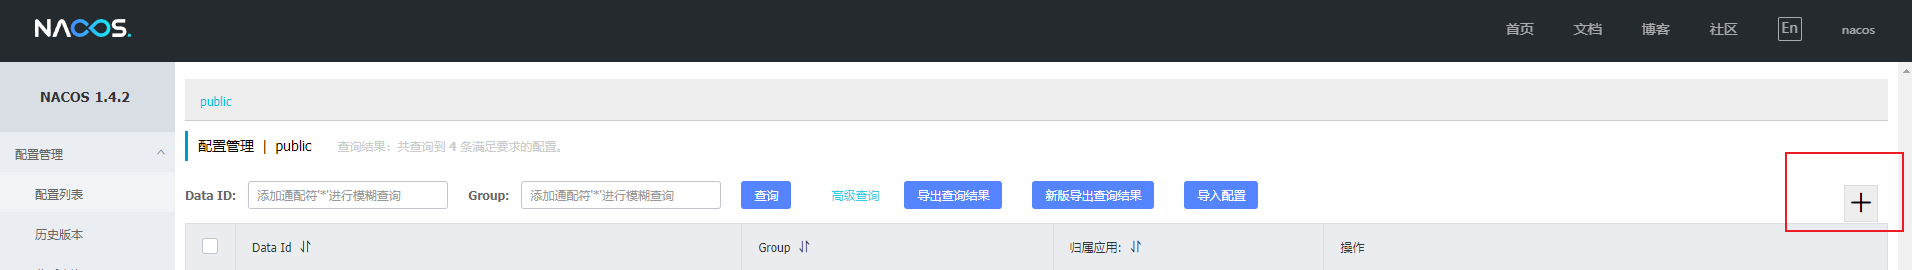 NACOS.
首页 文档 博客 社区 En nacos
NACOS 1.4.2
public
配置管理 | public 查询结果：共查询到 4 条满足要求的配置。
配置管理
Data ID: 添加通配符'*'进行模糊查询 Group: 添加通配符'*'进行模糊查询 查询 高级查询 导出查询结果 新版导出查询结果 导入配置
配置列表
历史版本
Data Id Group 归属应用: 操作